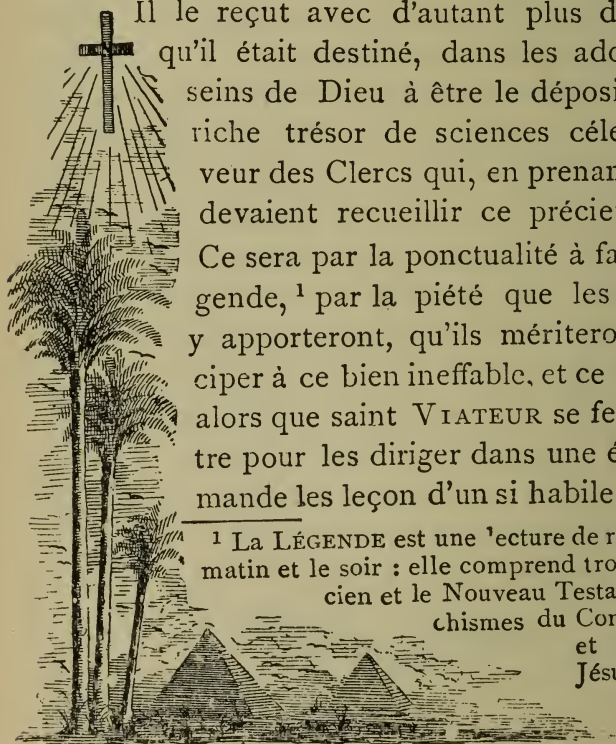 Il le reçut avec d'autant plus d
qu'il était destiné, dans les ado
seins de Dieu à être le déposi
riche trésor de sciences céle
veur des Clercs qui, en prenan
devaient recueillir ce précie
Ce sera par la ponctualité à fa
gende, ¹ par la piété que les
y apporteront, qu'ils mériteron
ciper à ce bien ineffable, et ce
alors que saint VIATEUR se fe
tre pour les diriger dans une é
mande les leçon d'un si habile
¹ La LÉGENDE est une 'ecture de r
matin et le soir : elle comprend tro
cien et le Nouveau Testa
chismes du Con
et
Jésu